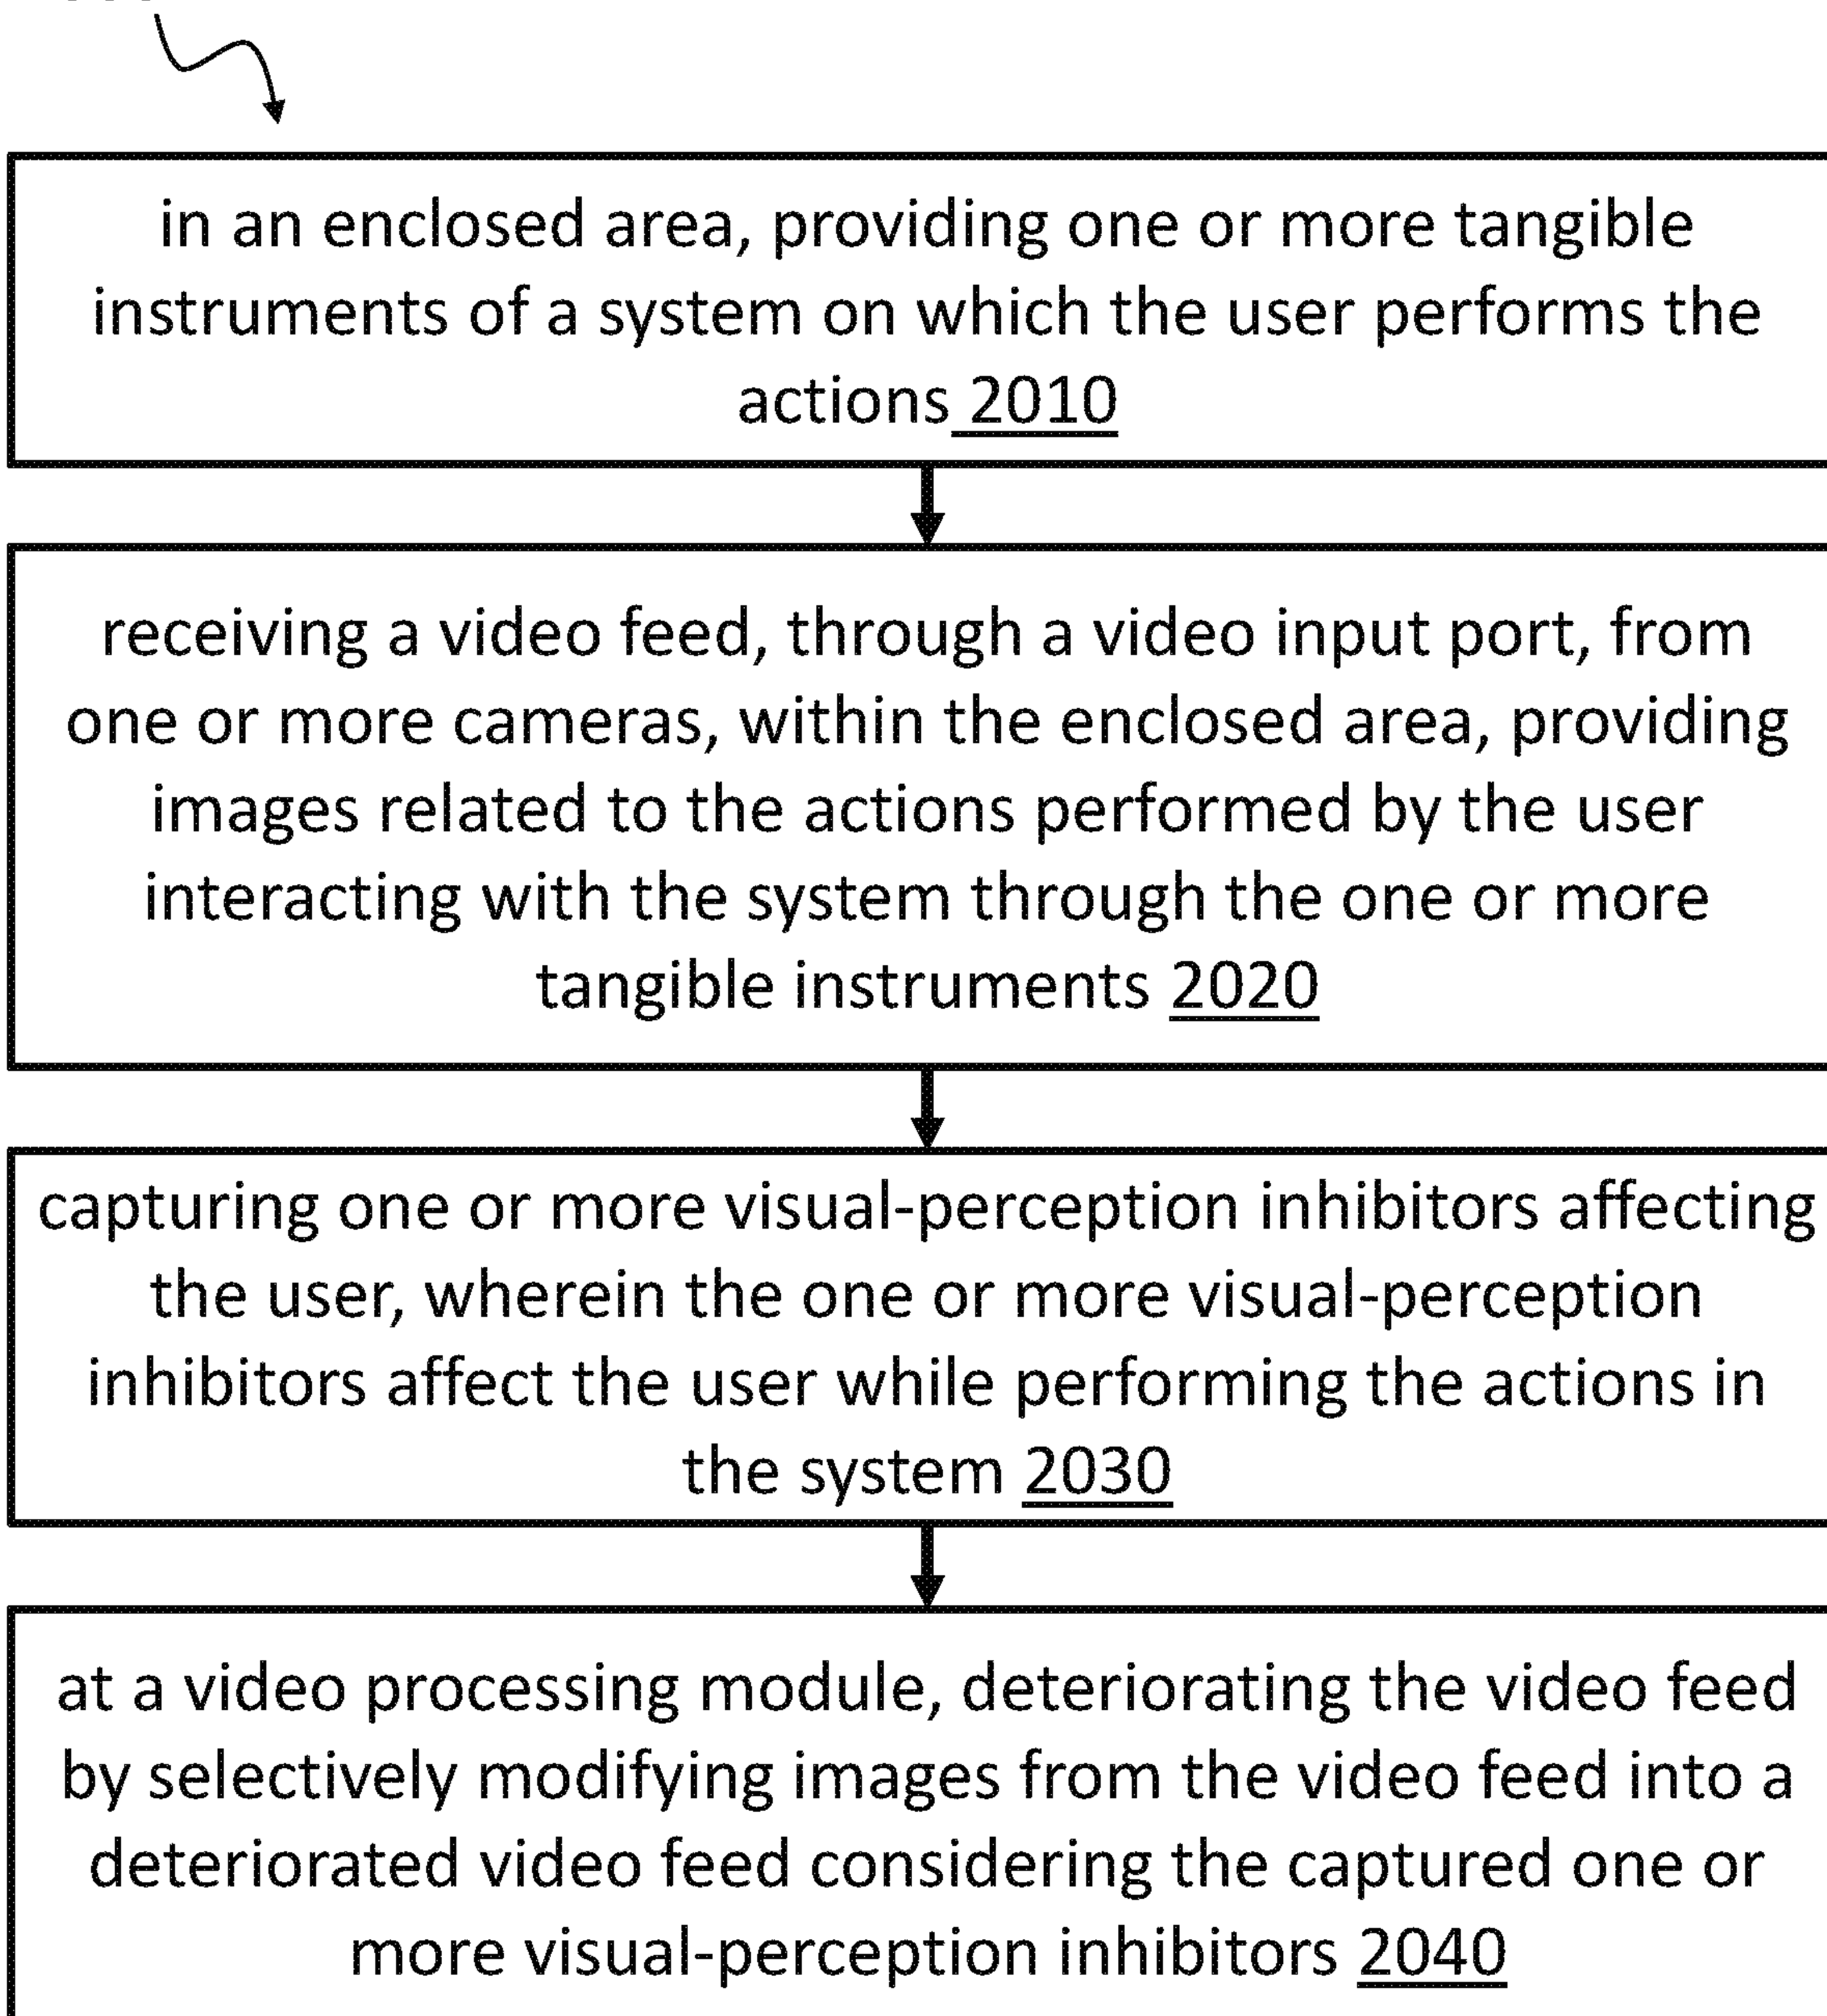 in an enclosed area, providing one or more tangible
instruments of a system on which the user performs the
actions 2010
receiving a video feed, through a video input port, from
one or more cameras, within the enclosed area, providing
images related to the actions performed by the user
interacting with the system through the one or more
tangible instruments 2020
capturing one or more visual-perception inhibitors affecting
the user, wherein the one or more visual-perception
inhibitors affect the user while performing the actions in
the system 2030
at a video processing module, deteriorating the video feed
by selectively modifying images from the video feed into a
deteriorated video feed considering the captured one or
more visual-perception inhibitors 2040